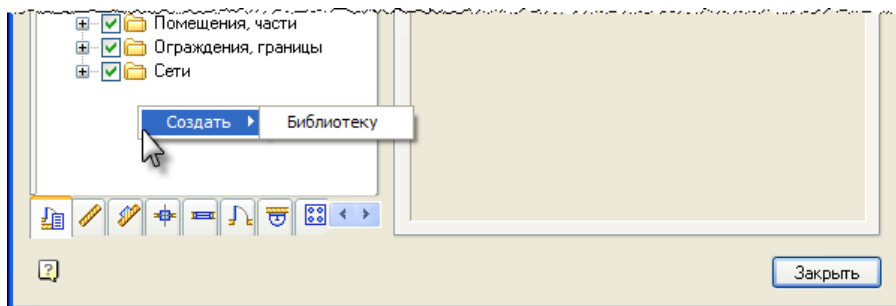 Помещения, части
Ограждения, границы
Сети
Создать Библиотеку
Закрыть